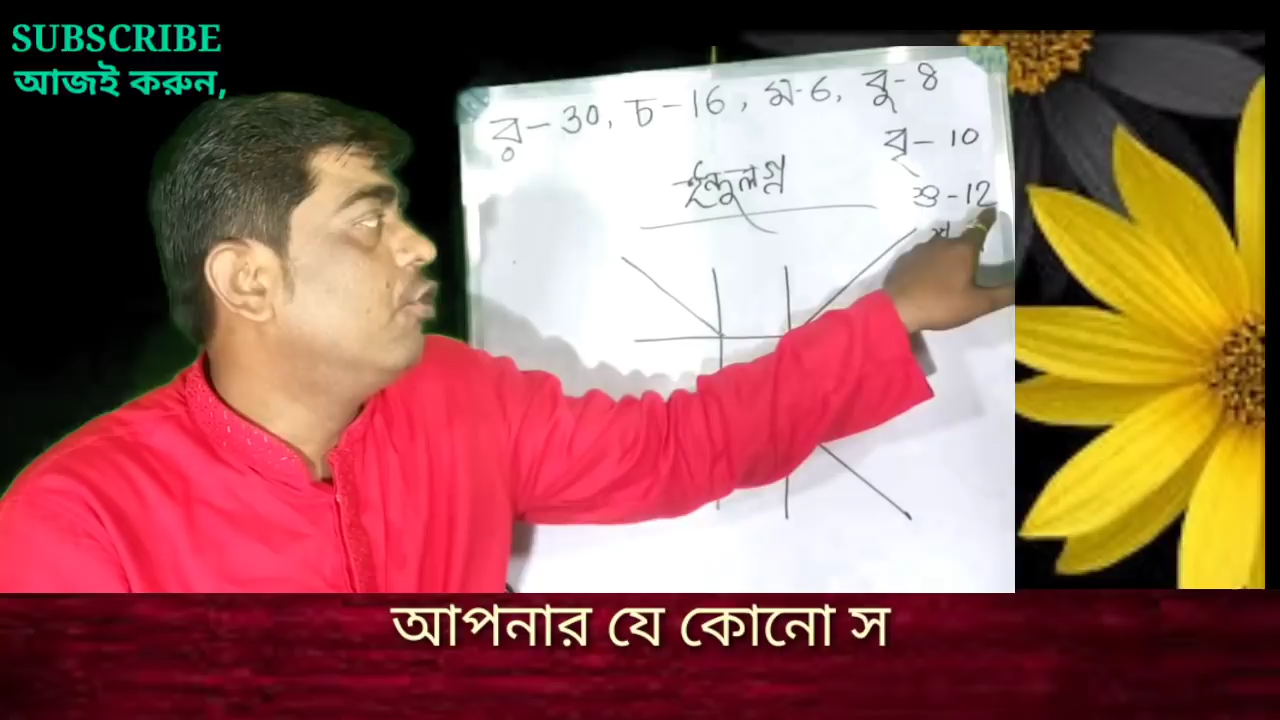 SUBSCRIBE
আজই করুন,
র - 30, চ - 16, ম - 6, বু - 8
বৃ - 10
শু - 12
শ
ইন্দুলগ্ন
আপনার যে কোনো স